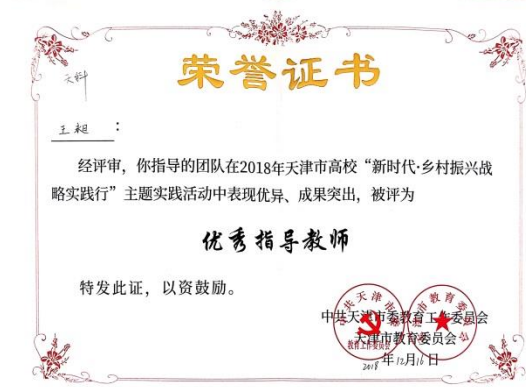 荣誉证书
天科
王旭：
经评审，你指导的团队在2018年天津市高校“新时代·乡村振兴战
略实践行”主题实践活动中表现优异、成果突出，被评为
优秀指导教师
特发此证，以资鼓励。
中共天津市委教育工作委员会
天津市教育委员会
2018年12月16日